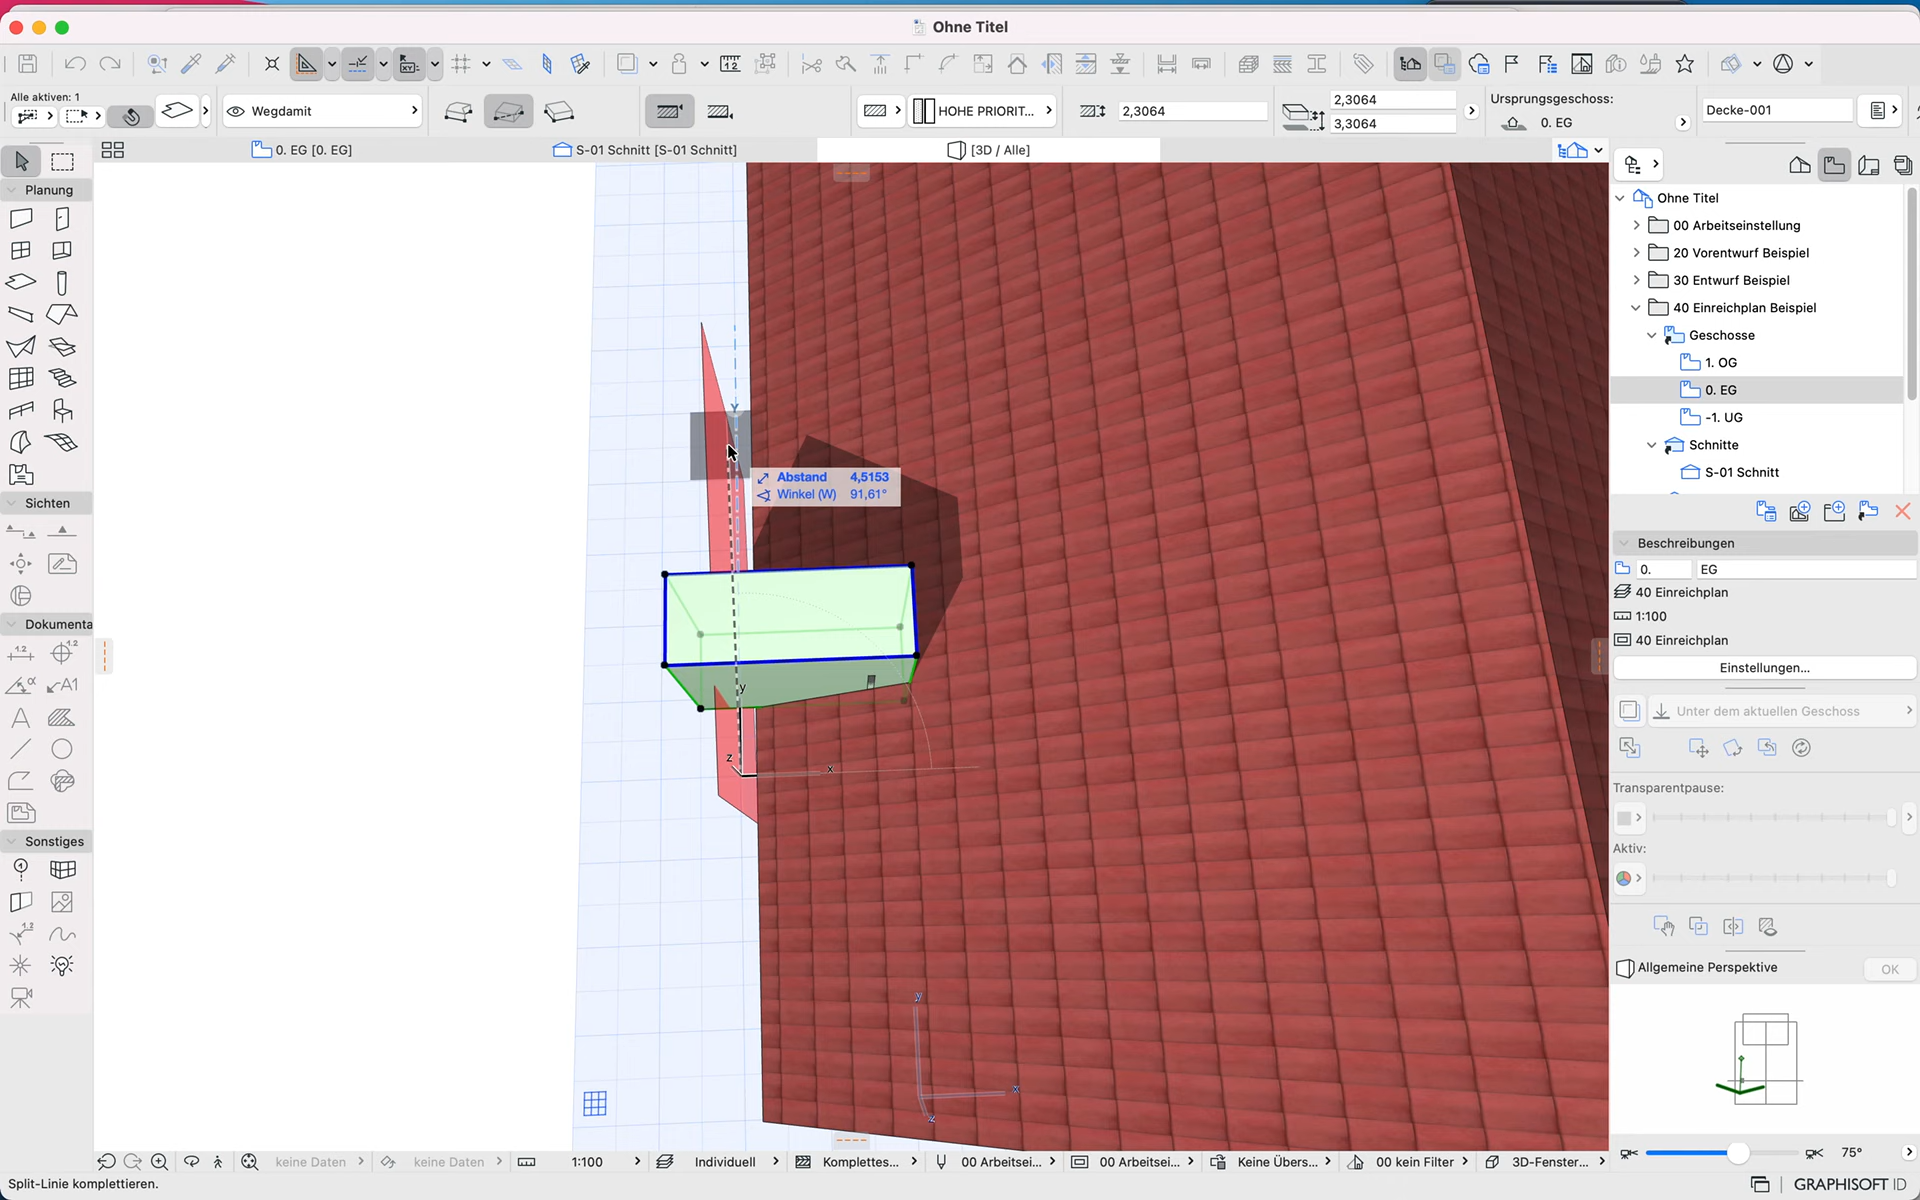 Ohne Titel
12
Alle aktiven: 1
Wegdamit
HOHE PRIORIT...
2,3064
2,3064
3,3064
Ursprungsgeschoss:
0. EG
Decke-001
0. EG [0. EG]
S-01 Schnitt [S-01 Schnitt]
[3D / Alle]
Planung
Sichten
Dokumenta
1.2
A1
Sonstiges
Y
Abstand 4,5153
Winkel (W) 91,61°
y
z
x
y
x
z
Ohne Titel
00 Arbeitseinstellung
20 Vorentwurf Beispiel
30 Entwurf Beispiel
40 Einreichplan Beispiel
Geschosse
1. OG
0. EG
-1. UG
Schnitte
S-01 Schnitt
Beschreibungen
0. EG
40 Einreichplan
1:100
40 Einreichplan
Einstellungen...
Unter dem aktuellen Geschoss
Transparentpause:
Aktiv:
Allgemeine Perspektive
OK
75°
keine Daten
keine Daten
1:100
Individuell
Komplettes...
00 Arbeitsei...
00 Arbeitsei...
Keine Übers...
00 kein Filter
3D-Fenster...
Split-Linie komplettieren.
GRAPHISOFT ID